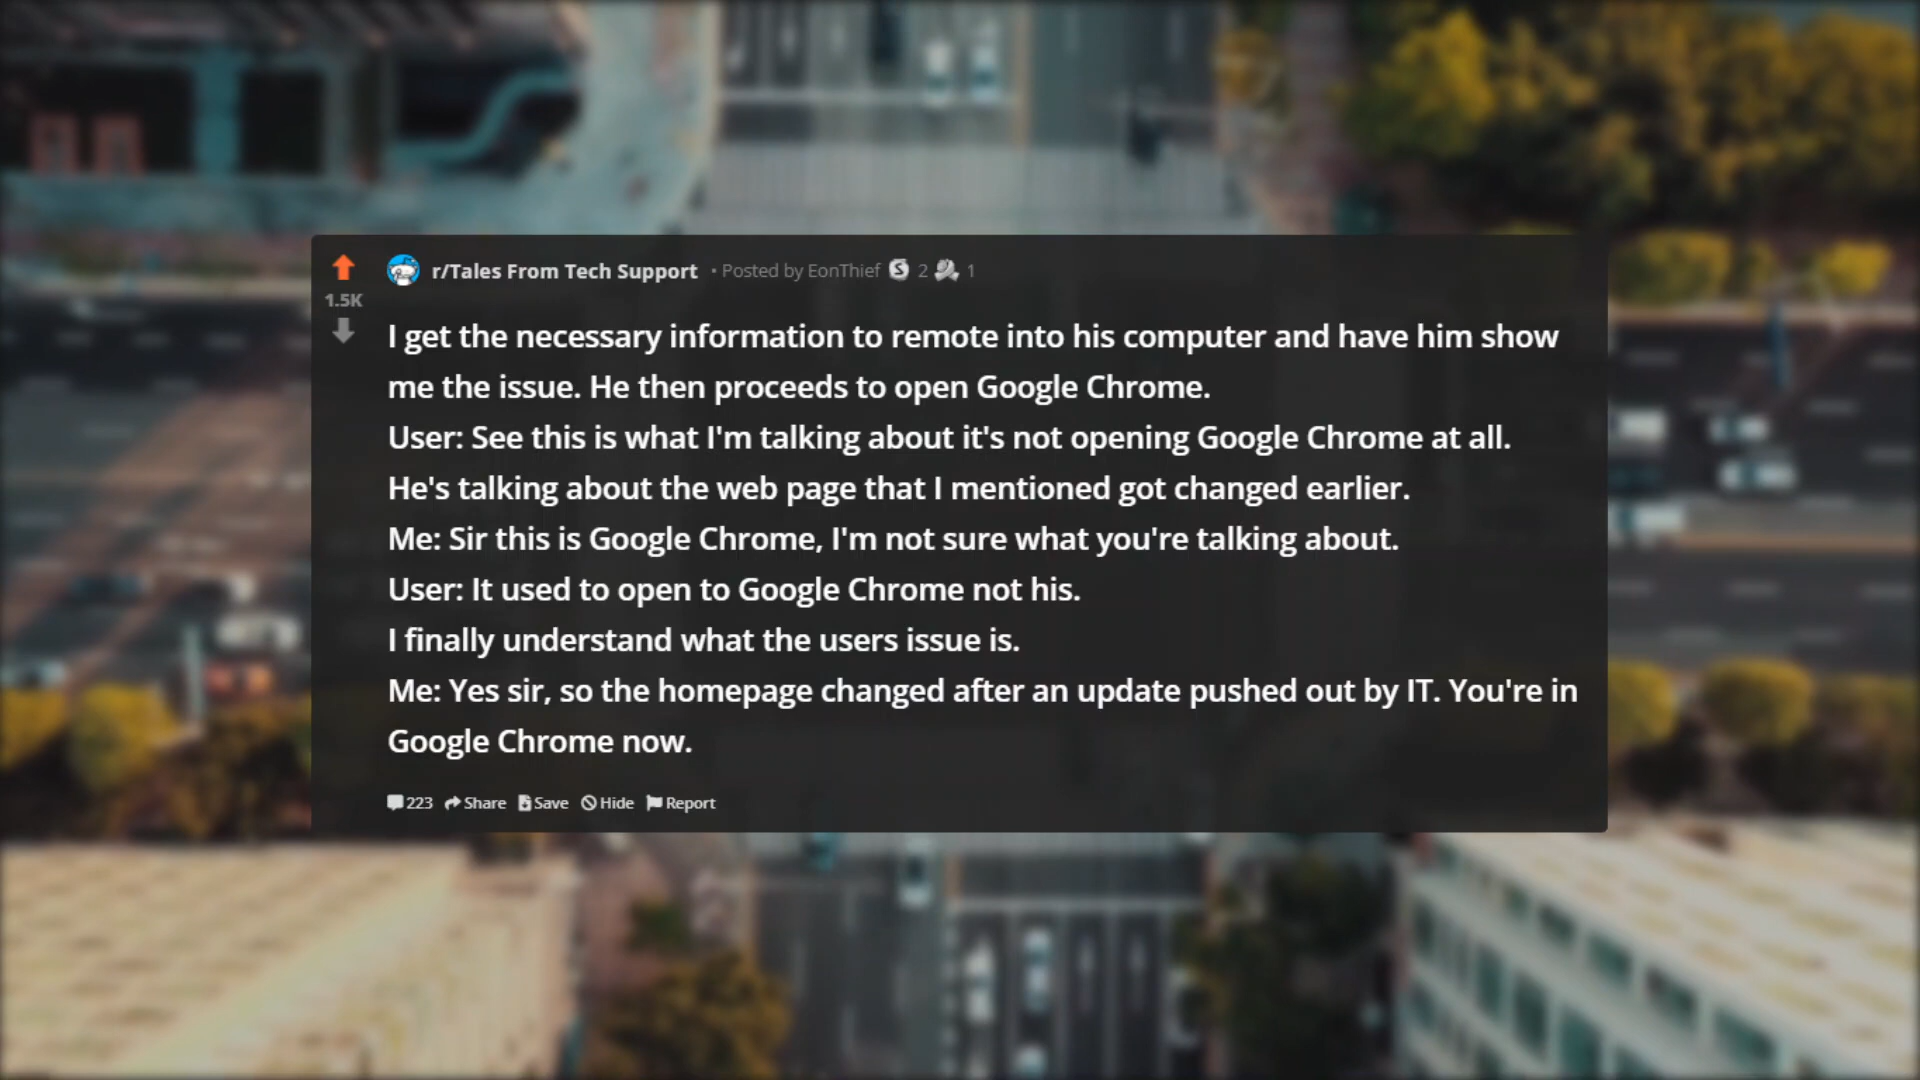 r/Tales From Tech Support • Posted by EonThief S 2 1
1.5K
I get the necessary information to remote into his computer and have him show
me the issue. He then proceeds to open Google Chrome.
User: See this is what I'm talking about it's not opening Google Chrome at all.
He's talking about the web page that I mentioned got changed earlier.
Me: Sir this is Google Chrome, I'm not sure what you're talking about.
User: It used to open to Google Chrome not his.
I finally understand what the users issue is.
Me: Yes sir, so the homepage changed after an update pushed out by IT. You're in
Google Chrome now.
223 Share Save Hide Report